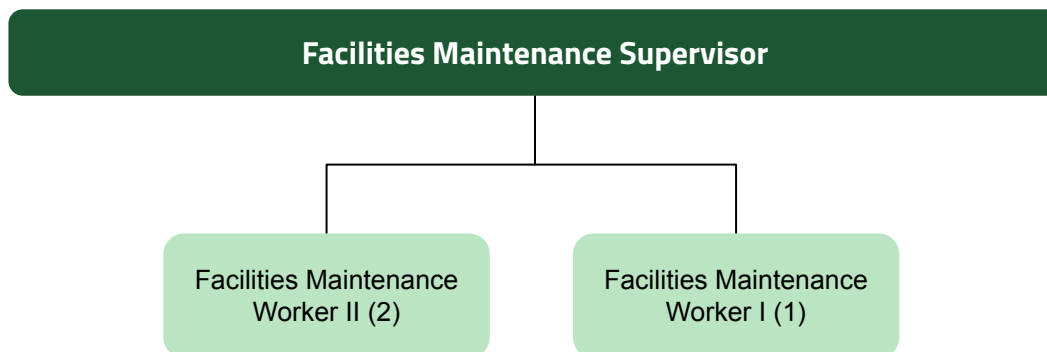 Facilities Maintenance Supervisor
Facilities Maintenance
Worker II (2)
Facilities Maintenance
Worker I (1)